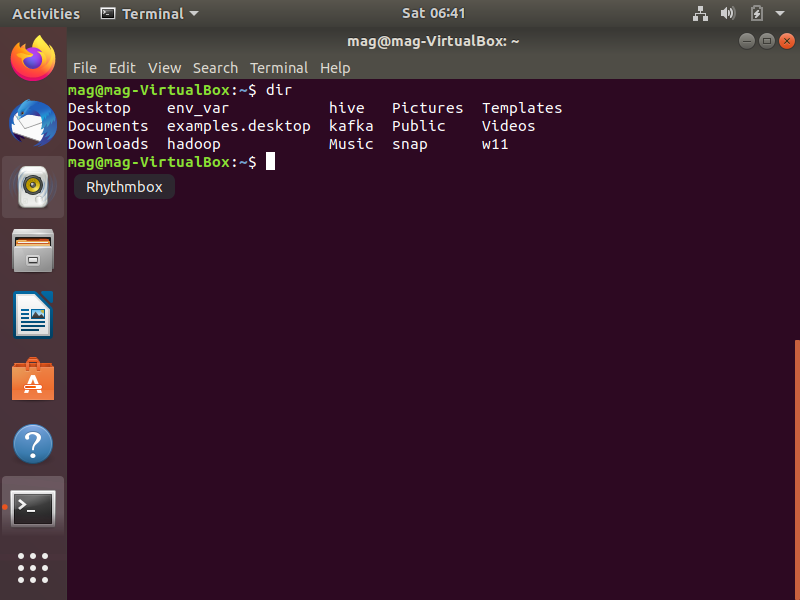 Activities Terminal Sat 06:41
mag@mag-VirtualBox: ~
File Edit View Search Terminal Help
mag@mag-VirtualBox:~$ dir
Desktop env_var hive Pictures Templates
Documents examples.desktop kafka Public Videos
Downloads hadoop Music snap w11
mag@mag-VirtualBox:~$
Rhythmbox